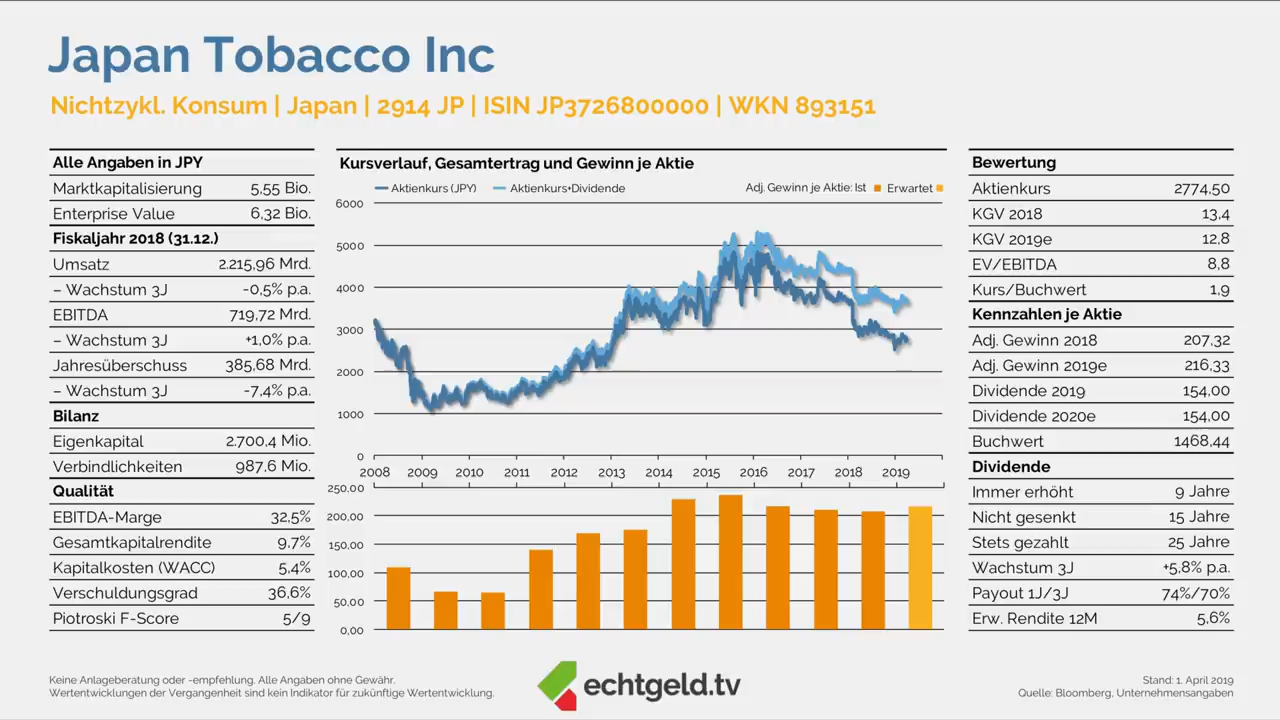 Japan Tobacco Inc
Nichtzykl. Konsum | Japan | 2914 JP | ISIN JP3726800000 | WKN 893151
Alle Angaben in JPY
Marktkapitalisierung 5,55 Bio.
Enterprise Value 6,32 Bio.
Fiskaljahr 2018 (31.12.)
Umsatz 2.215,96 Mrd.
– Wachstum 3J -0,5% p.a.
EBITDA 719,72 Mrd.
– Wachstum 3J +1,0% p.a.
Jahresüberschuss 385,68 Mrd.
– Wachstum 3J -7,4% p.a.
Bilanz
Eigenkapital 2.700,4 Mio.
Verbindlichkeiten 987,6 Mio.
Qualität
EBITDA-Marge 32,5%
Gesamtkapitalrendite 9,7%
Kapitalkosten (WACC) 5,4%
Verschuldungsgrad 36,6%
Piotroski F-Score 5/9
Kursverlauf, Gesamtertrag und Gewinn je Aktie
Aktienkurs (JPY) Aktienkurs+Dividende Adj. Gewinn je Aktie: Ist Erwartet
6000
5000
4000
3000
2000
1000
0
2008 2009 2010 2011 2012 2013 2014 2015 2016 2017 2018 2019
250,00
200,00
150,00
100,00
50,00
0,00
Bewertung
Aktienkurs 2774,50
KGV 2018 13,4
KGV 2019e 12,8
EV/EBITDA 8,8
Kurs/Buchwert 1,9
Kennzahlen je Aktie
Adj. Gewinn 2018 207,32
Adj. Gewinn 2019e 216,33
Dividende 2019 154,00
Dividende 2020e 154,00
Buchwert 1468,44
Dividende
Immer erhöht 9 Jahre
Nicht gesenkt 15 Jahre
Stets gezahlt 25 Jahre
Wachstum 3J +5,8% p.a.
Payout 1J/3J 74%/70%
Erw. Rendite 12M 5,6%
Keine Anlageberatung oder -empfehlung. Alle Angaben ohne Gewähr.
Wertentwicklungen der Vergangenheit sind kein Indikator für zukünftige Wertentwicklung.
echtgeld.tv
Stand: 1. April 2019
Quelle: Bloomberg, Unternehmensangaben